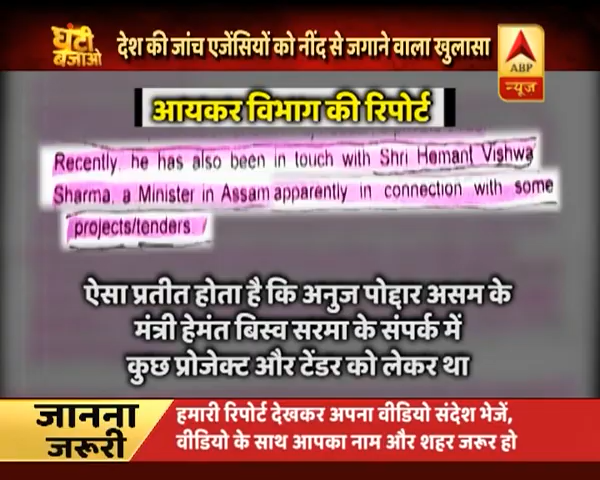 घंटी
बजाओ
देश की जांच एजेंसियों को नींद से जगाने वाला खुलासा
ABP
न्यूज़
आयकर विभाग की रिपोर्ट
Recently, he has also been in touch with Shri Hemant Vishwa
Sharma, a Minister in Assam apparently in connection with some
projects/tenders
ऐसा प्रतीत होता है कि अनुज पोद्दार असम के
मंत्री हेमंत बिस्व सरमा के संपर्क में
कुछ प्रोजेक्ट और टेंडर को लेकर था
जानना
जरूरी
हमारी रिपोर्ट देखकर अपना वीडियो संदेश भेजें,
वीडियो के साथ आपका नाम और शहर जरूर हो